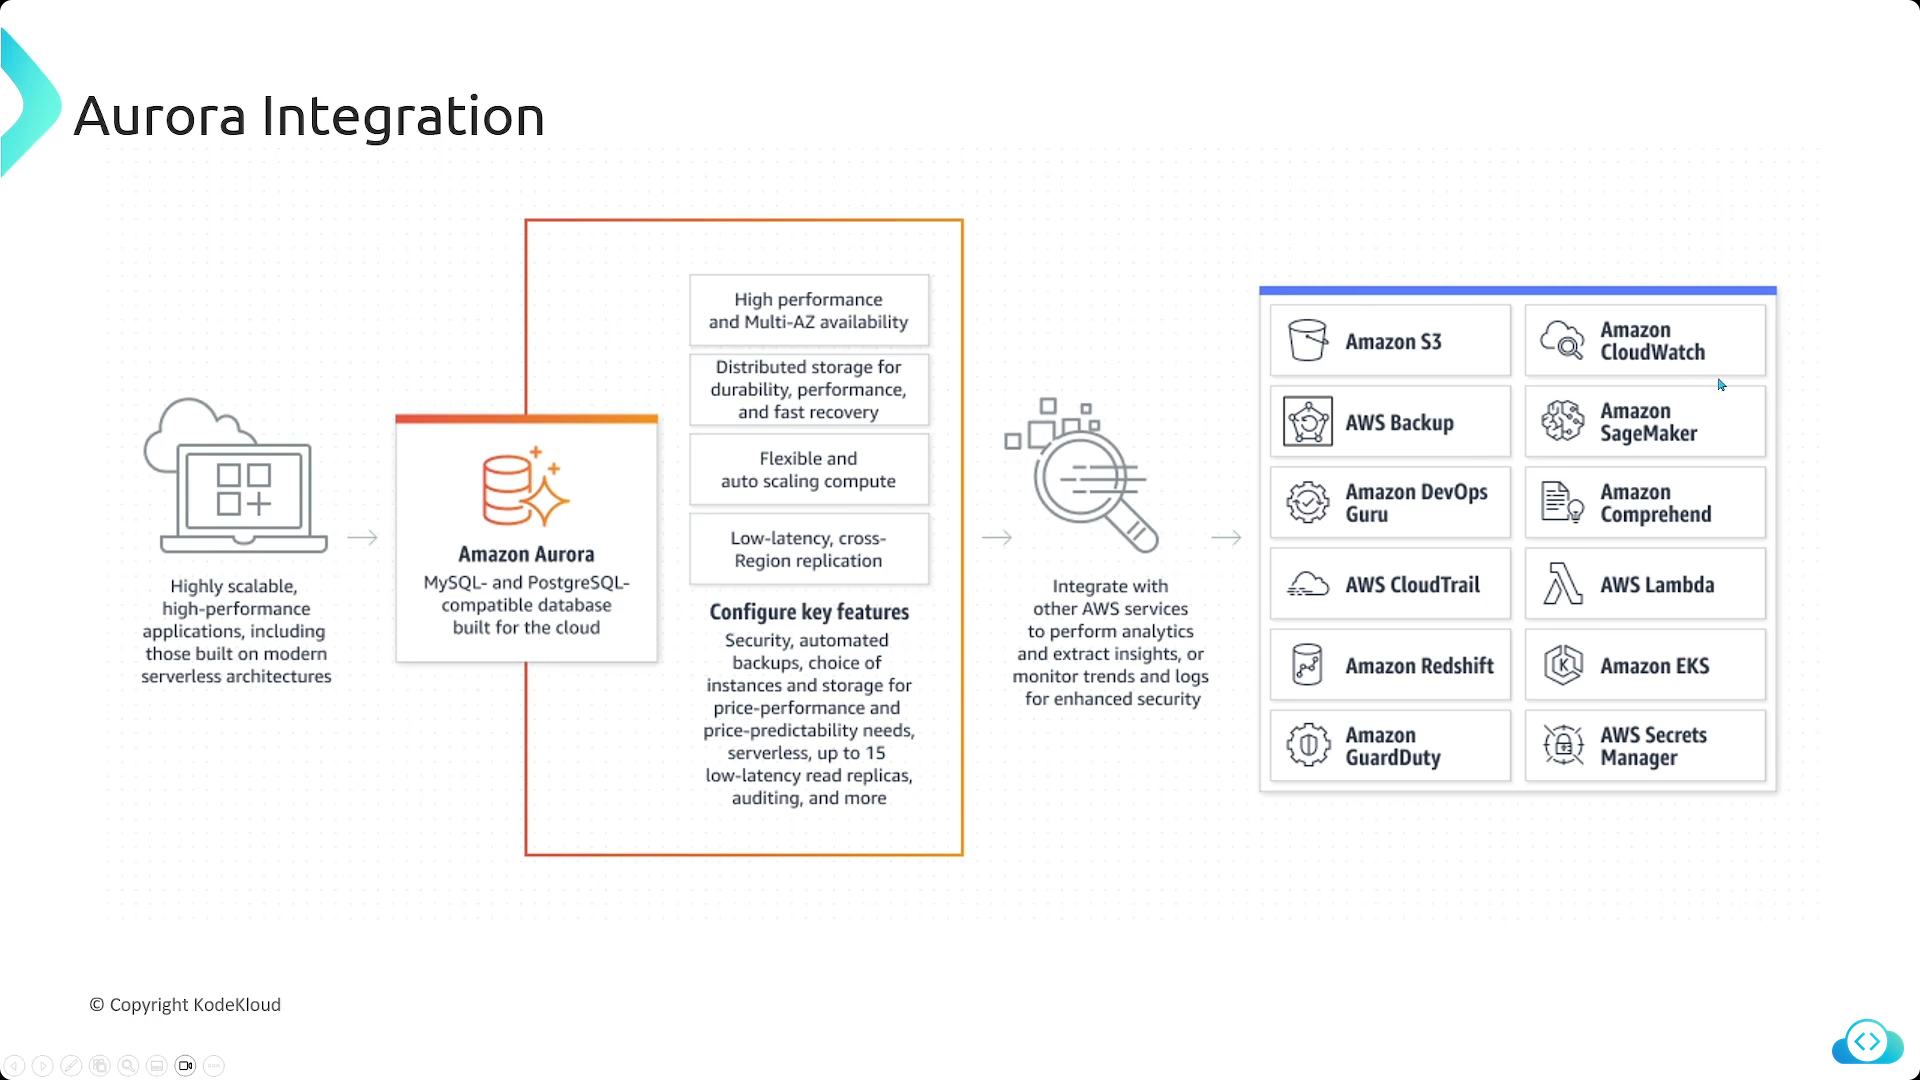 Aurora Integration
Highly scalable,
high-performance
applications, including
those built on modern
serverless architectures
Amazon Aurora
MySQL- and PostgreSQL-
compatible database
built for the cloud
High performance
and Multi-AZ availability
Distributed storage for
durability, performance,
and fast recovery
Flexible and
auto scaling compute
Low-latency, cross-
Region replication
Configure key features
Security, automated
backups, choice of
instances and storage for
price-performance and
price-predictability needs,
serverless, up to 15
low-latency read replicas,
auditing, and more
Integrate with
other AWS services
to perform analytics
and extract insights, or
monitor trends and logs
for enhanced security
Amazon S3
Amazon
CloudWatch
AWS Backup
Amazon
SageMaker
Amazon DevOps
Guru
Amazon
Comprehend
AWS CloudTrail
AWS Lambda
Amazon Redshift
Amazon EKS
Amazon
GuardDuty
AWS Secrets
Manager
© Copyright KodeKloud